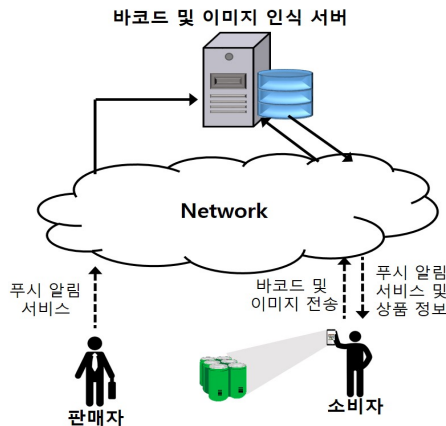 바코드 및 이미지 인식 서버
Network
푸시 알림
서비스
바코드 및
이미지 전송
푸시 알림
서비스 및
상품 정보
판매자
소비자